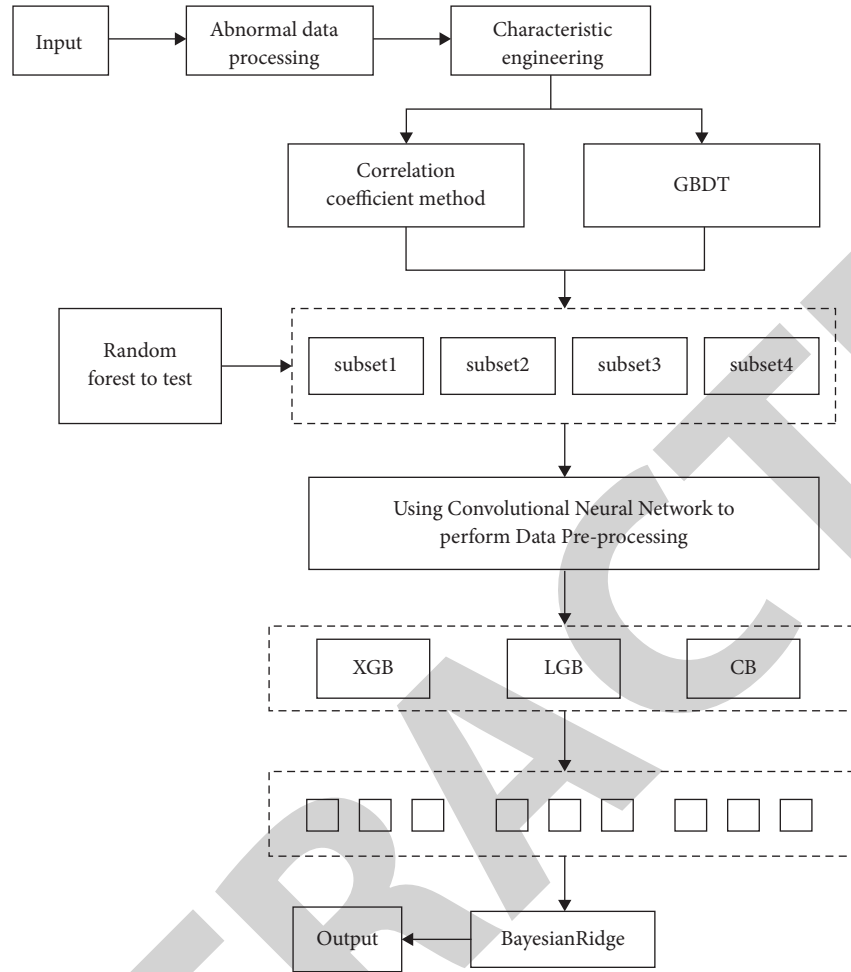 Input
Abnormal data
processing
Characteristic
engineering
Correlation
coefficient method
GBDT
Random
forest to test
subset1
subset2
subset3
subset4
Using Convolutional Neural Network to
perform Data Pre-processing
XGB
LGB
CB
Output
BayesianRidge
TRACT